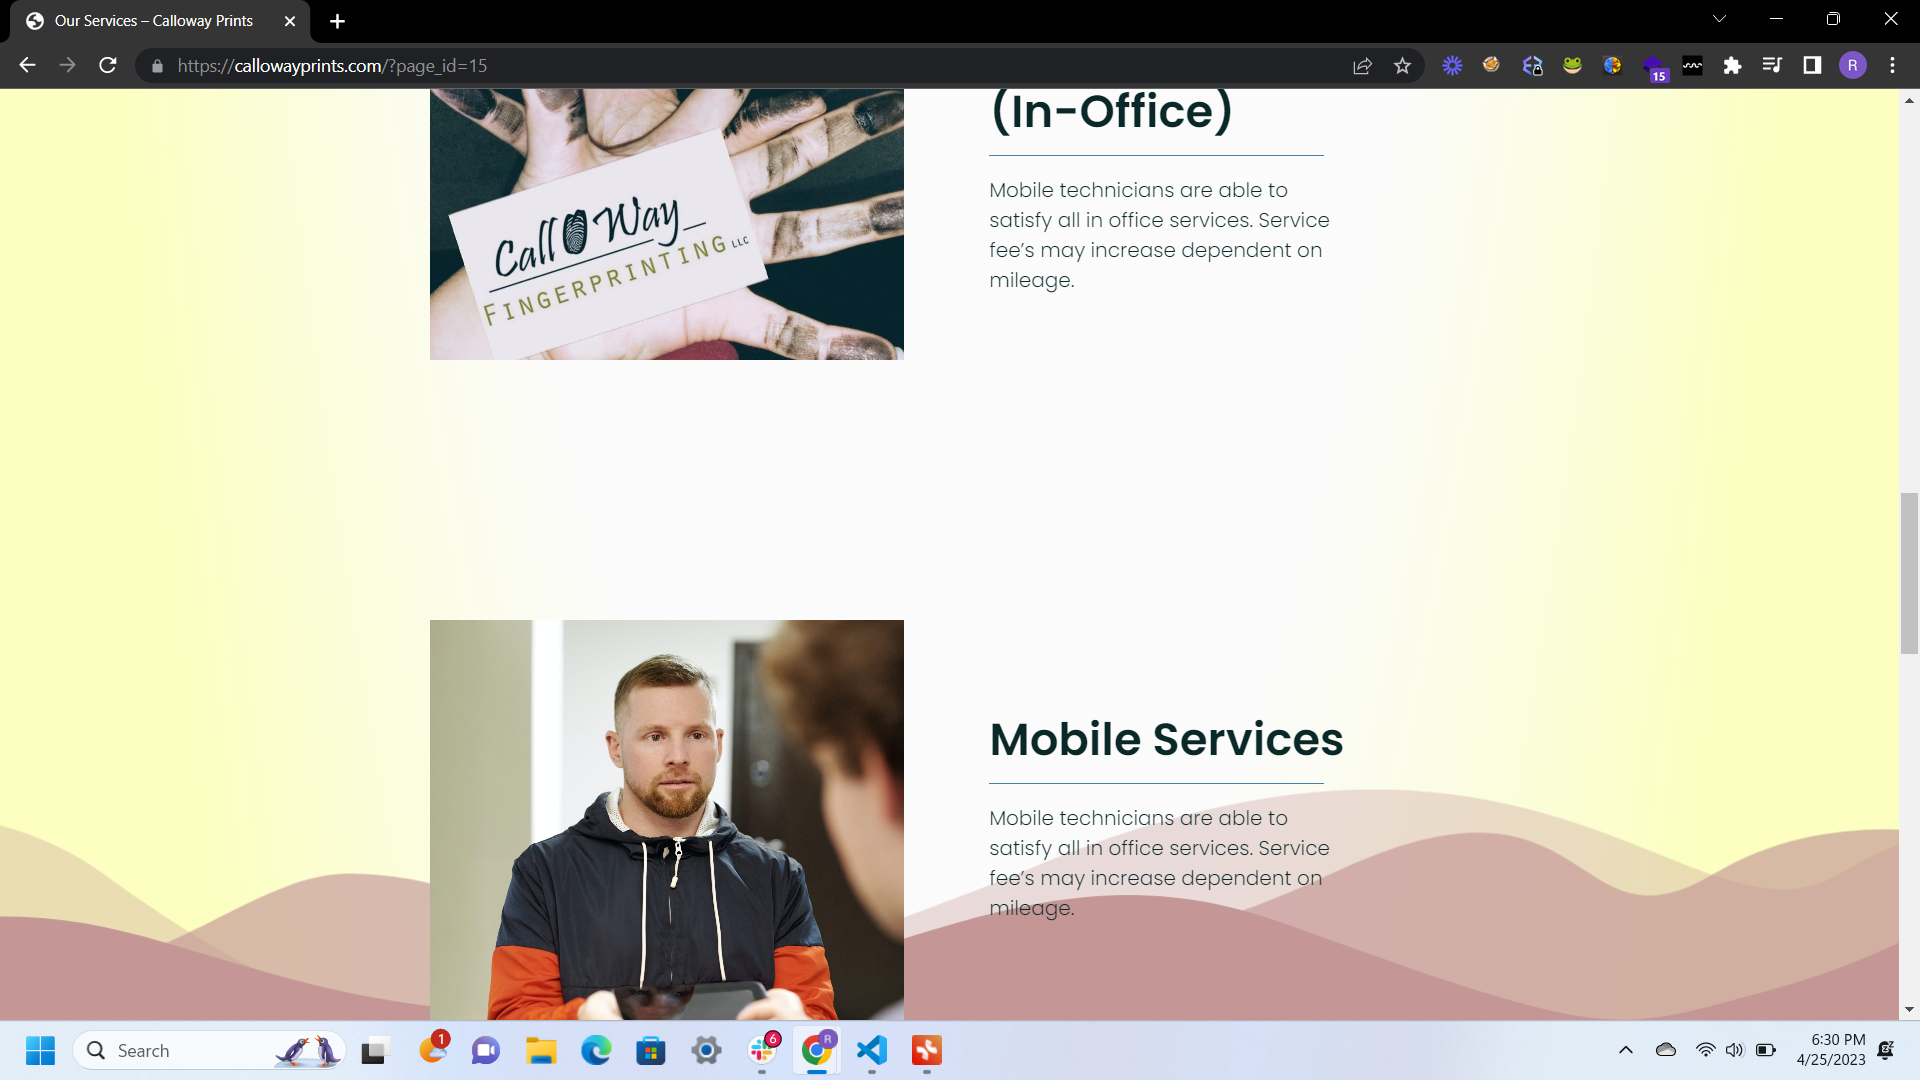 Our Services – Calloway Prints
https://callowayprints.com/?page_id=15
15
R
(In-Office)
Mobile technicians are able to
satisfy all in office services. Service
fee’s may increase dependent on
mileage.
Call Way
FINGERPRINTING LLC
Mobile Services
Mobile technicians are able to
satisfy all in office services. Service
fee’s may increase dependent on
mileage.
Search
1
6
R
6:30 PM
4/25/2023